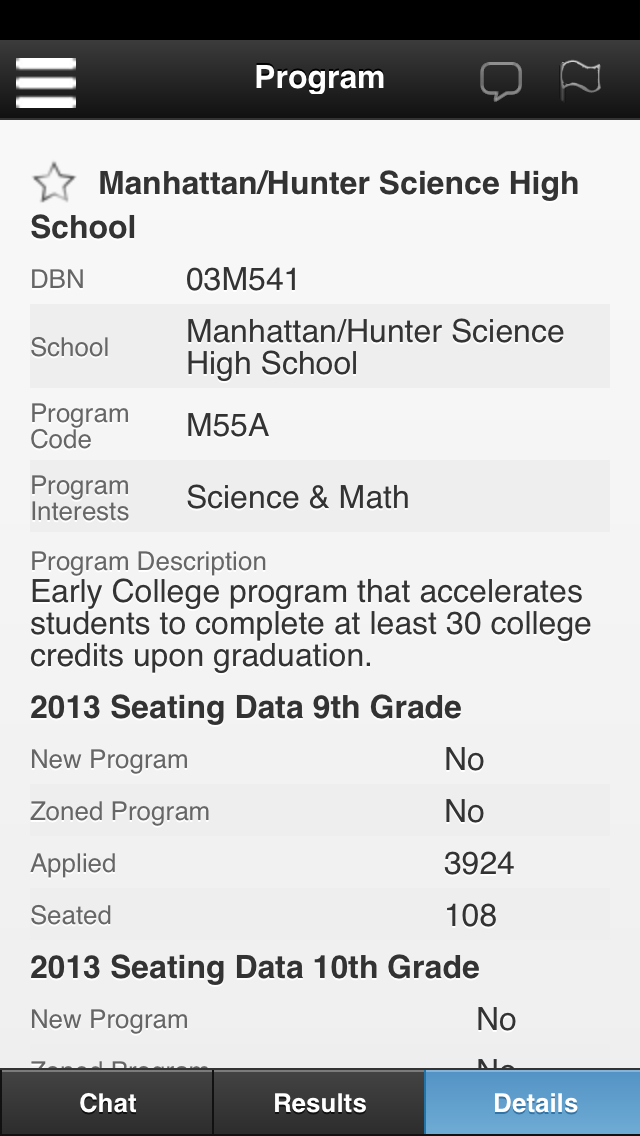 Program
Manhattan/Hunter Science High
School
DBN 03M541
School Manhattan/Hunter Science
High School
Program
Code M55A
Program
Interests Science & Math
Program Description
Early College program that accelerates
students to complete at least 30 college
credits upon graduation.
2013 Seating Data 9th Grade
New Program No
Zoned Program No
Applied 3924
Seated 108
2013 Seating Data 10th Grade
New Program No
Zoned Program No
Chat Results Details